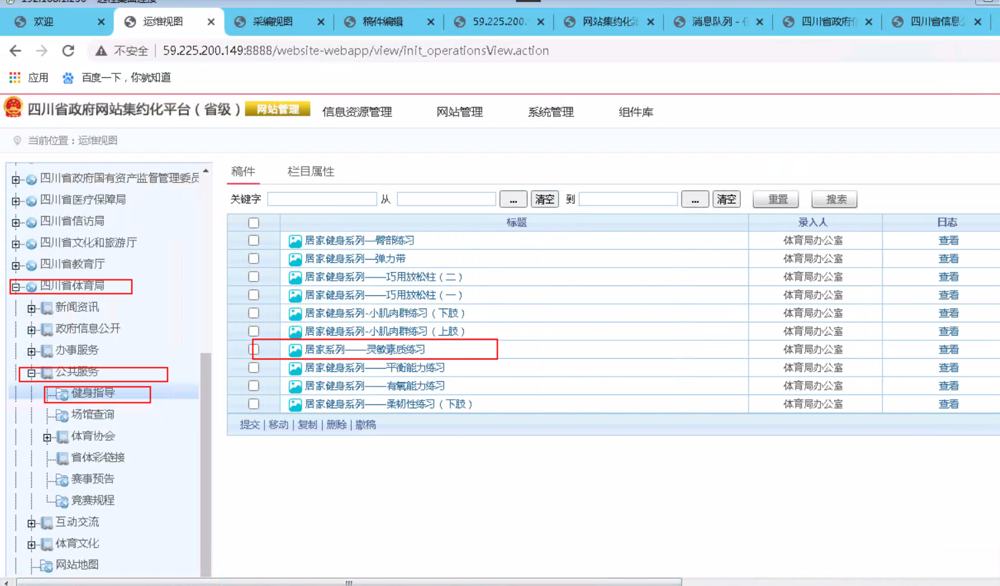 欢迎 运维视图 采编视图 稿件编辑 59.225.200. 网站集约化 消息队列 - 四川省政府 四川省信息
不安全 59.225.200.149:8888/website-webapp/view/init_operationsView.action
应用 百度一下，你就知道
四川省政府网站集约化平台（省级） 网站管理 信息资源管理 网站管理 系统管理 组件库
当前位置：运维视图
四川省政府国有资产监督管理委员
四川省医疗保障局
四川省信访局
四川省文化和旅游厅
四川省教育厅
四川省体育局
新闻资讯
政府信息公开
办事服务
公共服务
健身指导
场馆查询
体育协会
省体彩链接
赛事预告
竞赛规程
互动交流
体育文化
网站地图
稿件 栏目属性
关键字 从 ... 清空 到 ... 清空 重置 搜索
标题 录入人 日志
居家健身系列—臀部练习 体育局办公室 查看
居家健身系列—弹力带 体育局办公室 查看
居家健身系列——巧用放松柱（二） 体育局办公室 查看
居家健身系列——巧用放松柱（一） 体育局办公室 查看
居家健身系列-小肌肉群练习（下肢） 体育局办公室 查看
居家健身系列-小肌肉群练习（上肢） 体育局办公室 查看
居家系列——灵敏素质练习 体育局办公室 查看
居家健身系列——平衡能力练习 体育局办公室 查看
居家健身系列——有氧能力练习 体育局办公室 查看
居家健身系列——柔韧性练习（下肢） 体育局办公室 查看
提交 | 移动 | 复制 | 删除 | 撤稿